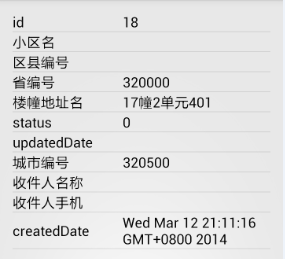 id 18
小区名
区县编号
省编号 320000
楼幢地址名 17幢2单元401
status 0
updatedDate
城市编号 320500
收件人名称
收件人手机
createdDate Wed Mar 12 21:11:16
GMT+0800 2014